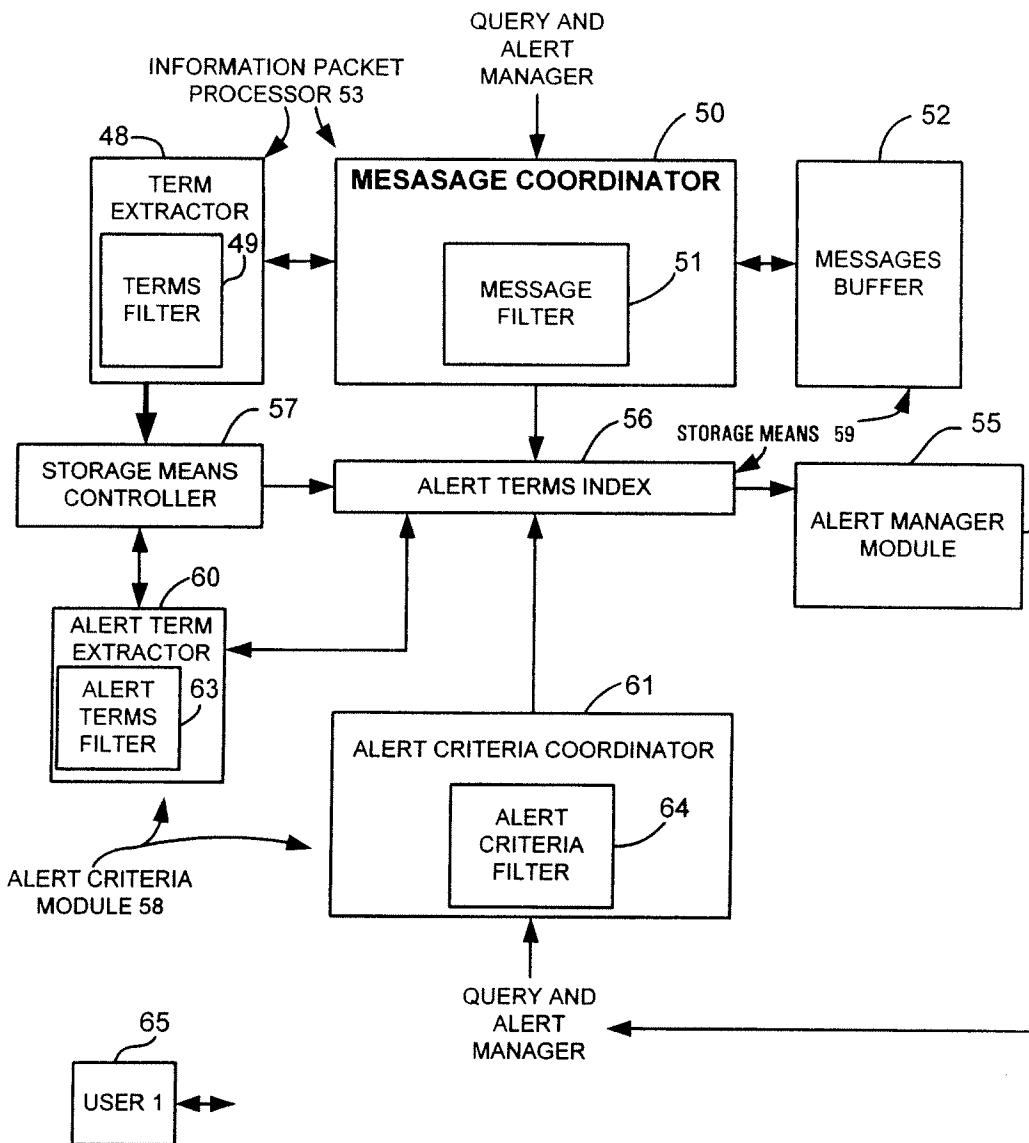 QUERY AND
ALERT
MANAGER
INFORMATION PACKET
PROCESSOR 53
48
50
52
TERM
EXTRACTOR
49
TERMS
FILTER
MESASAGE COORDINATOR
51
MESSAGE
FILTER
MESSAGES
BUFFER
57
56
STORAGE MEANS 59
55
STORAGE MEANS
CONTROLLER
ALERT TERMS INDEX
ALERT MANAGER
MODULE
60
ALERT TERM
EXTRACTOR
63
ALERT
TERMS
FILTER
61
ALERT CRITERIA COORDINATOR
64
ALERT
CRITERIA
FILTER
ALERT CRITERIA
MODULE 58
QUERY AND
ALERT
MANAGER
65
USER 1